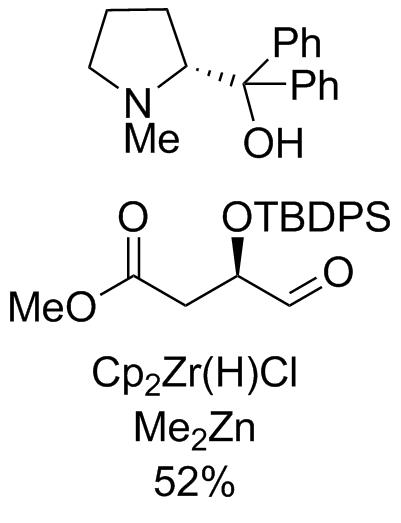 Ph
N
Ph
Me
OH
O
OTBDPS
MeO
O
Cp2Zr(H)Cl
Me2Zn
52%